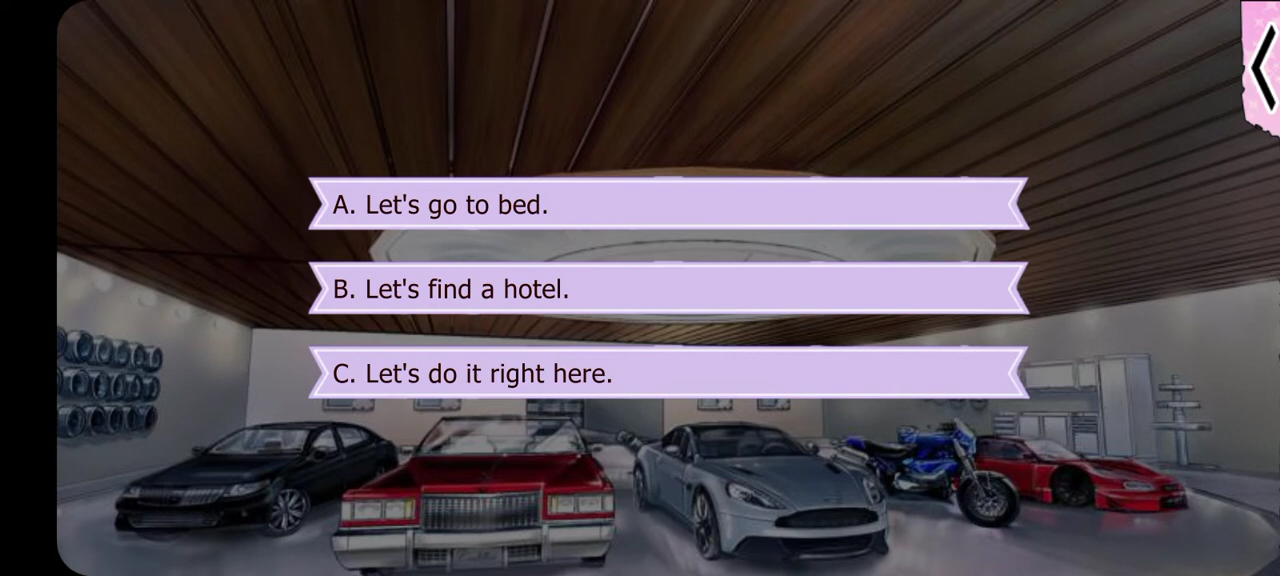 A. Let's go to bed.
B. Let's find a hotel.
C. Let's do it right here.